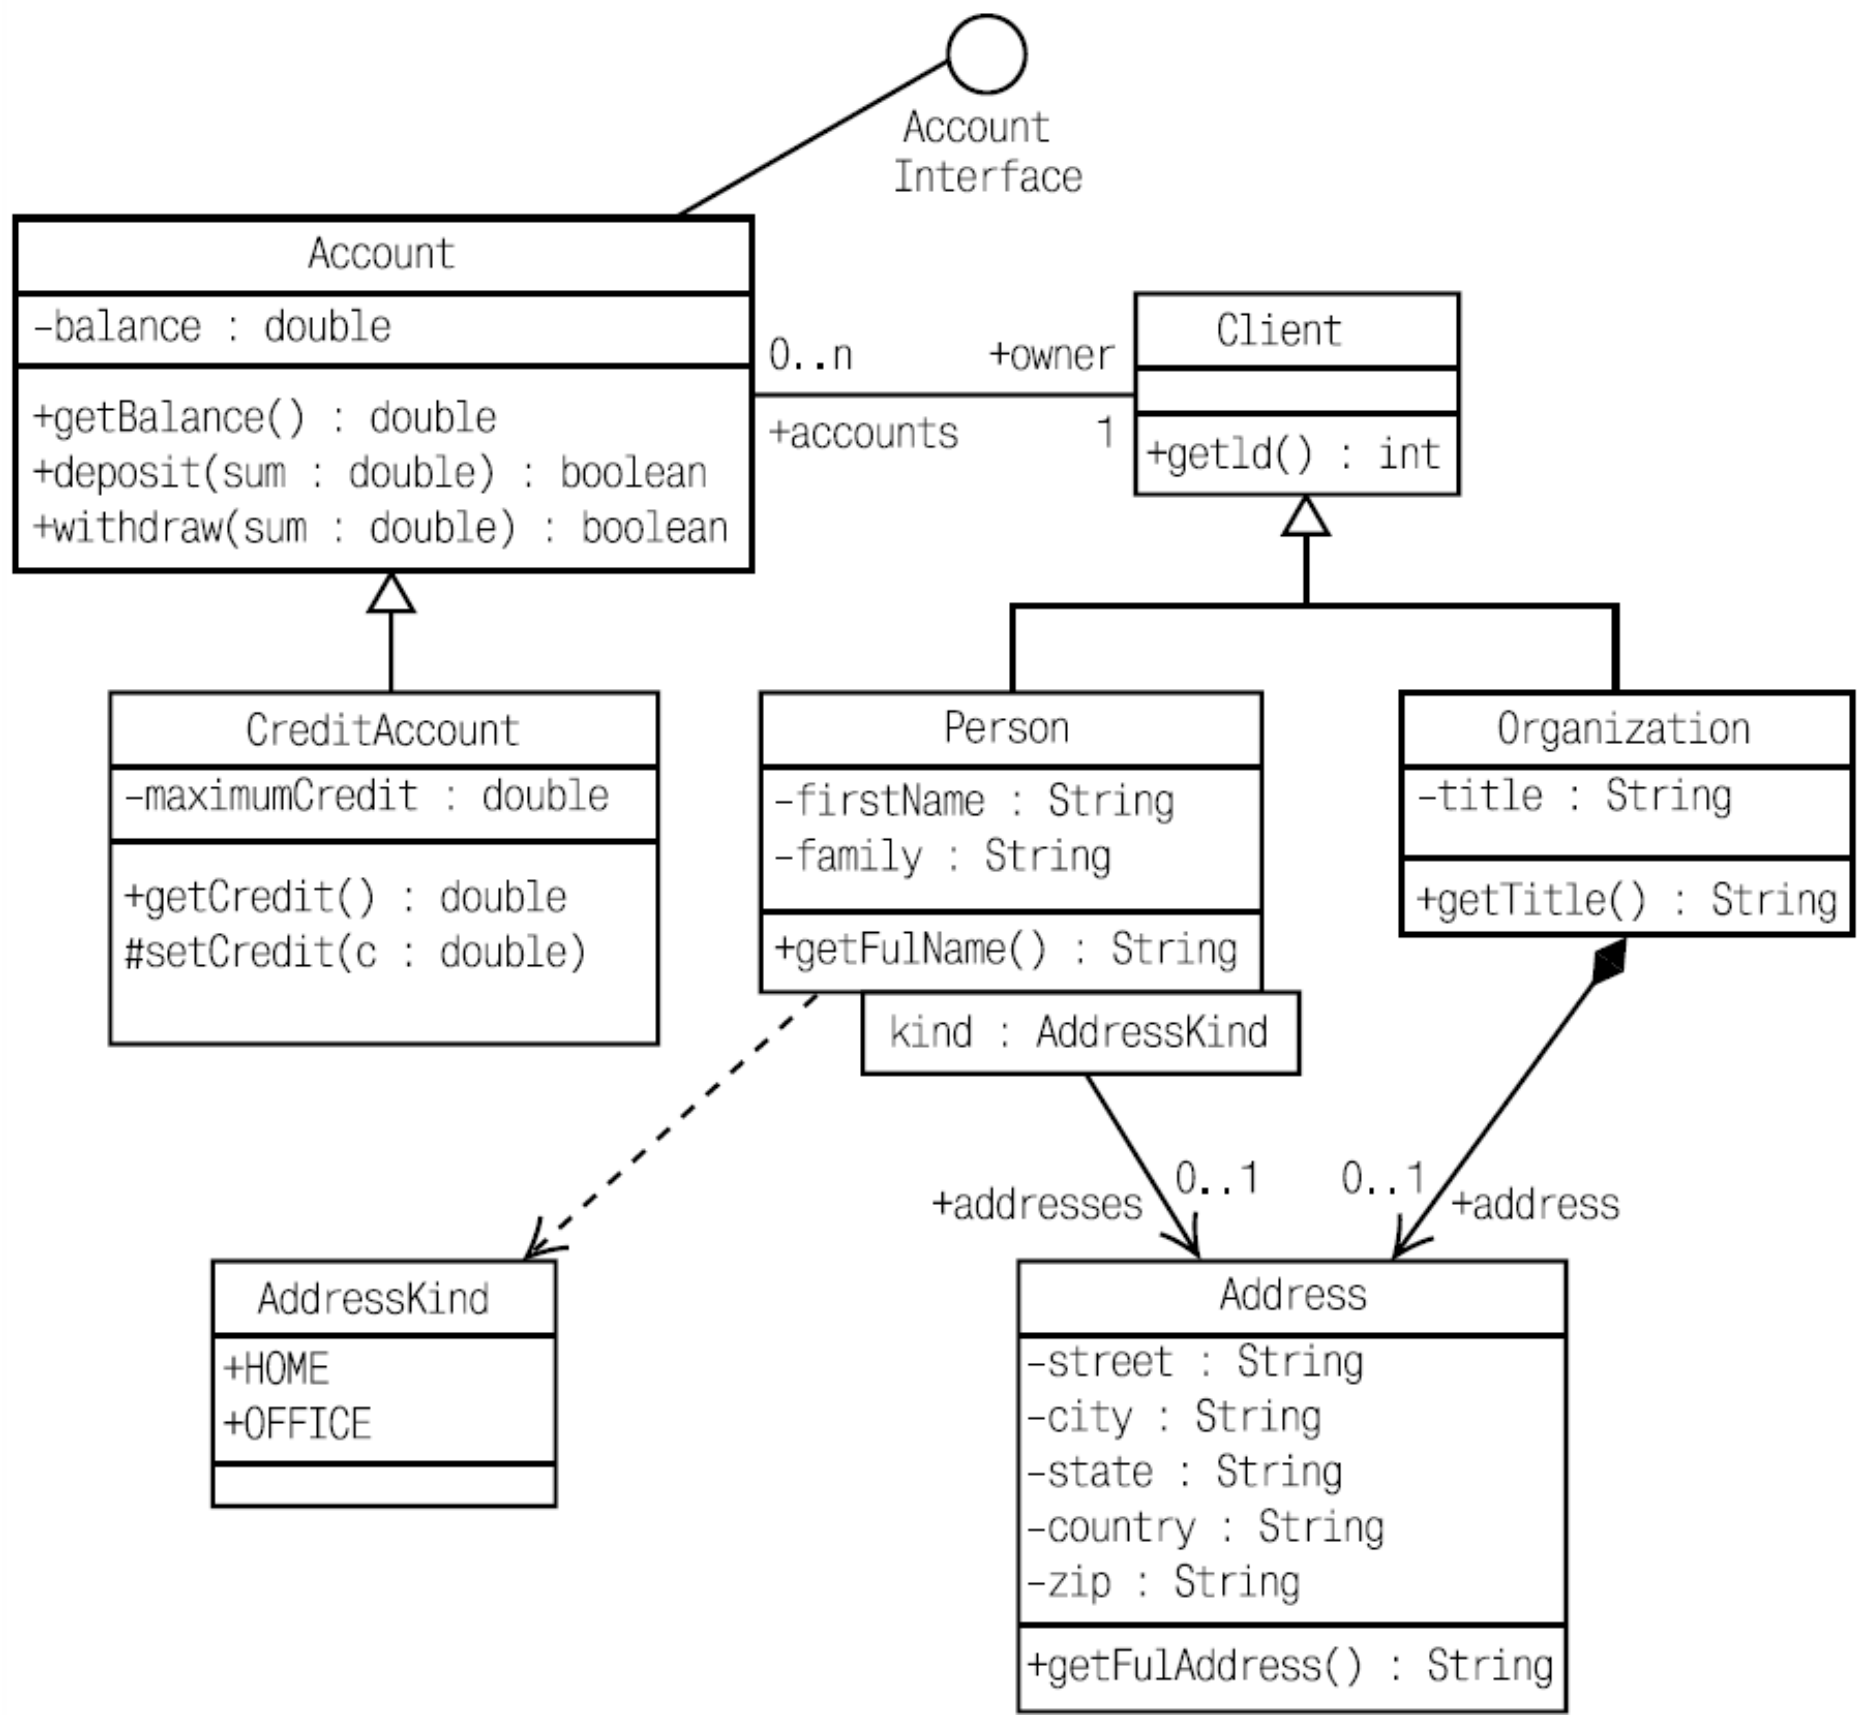 Account
Interface
Account
-balance : double
+getBalance() : double
+deposit(sum : double) : boolean
+withdraw(sum : double) : boolean
0..n
+owner
+accounts
1
Client
+getld() : int
CreditAccount
-maximumCredit : double
+getCredit() : double
#setCredit(c : double)
Person
-firstName : String
-family : String
+getFulName() : String
kind : AddressKind
Organization
-title : String
+getTitle() : String
0..1
+addresses
0..1
+address
AddressKind
+HOME
+OFFICE
Address
-street : String
-city : String
-state : String
-country : String
-zip : String
+getFulAddress() : String